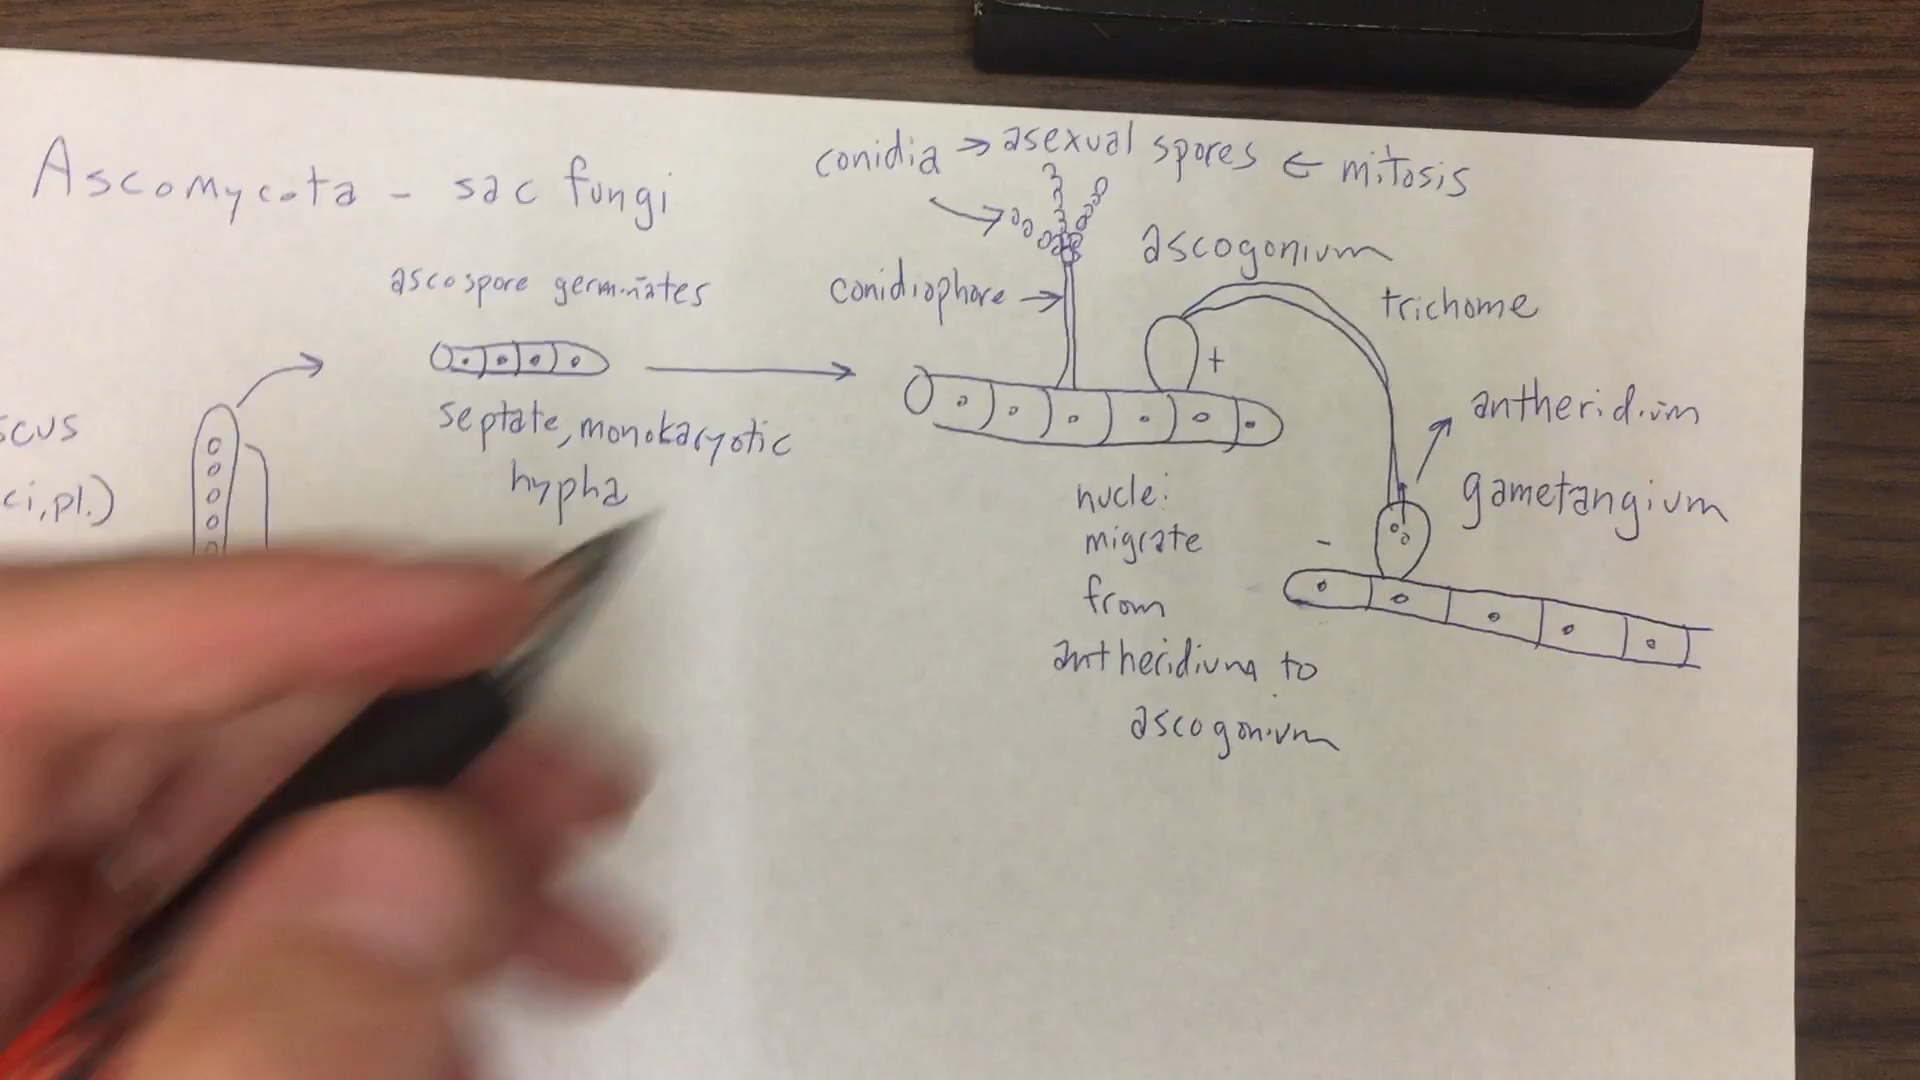 Ascomycota - sac fungi
conidia → asexual spores ← mitosis
ascogonium
ascospore germinates
conidiophore →
trichome
+
septate, monokaryotic
hypha
antheridium
gametangium
-
nuclei
migrate
from
antheridium to
ascogonium
scus
ci, pl.)